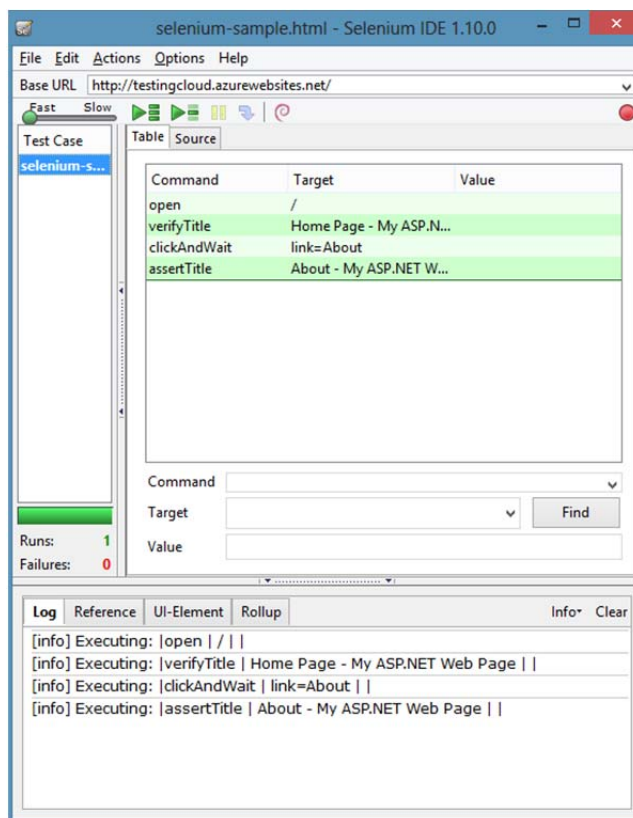 selenium-sample.html - Selenium IDE 1.10.0
File Edit Actions Options Help
Base URL http://testingcloud.azurewebsites.net/
Fast Slow
Test Case
Table Source
selenium-s...
Command Target Value
open /
verifyTitle Home Page - My ASP.N...
clickAndWait link=About
assertTitle About - My ASP.NET W...
Command
Target Find
Value
Runs: 1
Failures: 0
Log Reference UI-Element Rollup Info Clear
[info] Executing: |open | / | |
[info] Executing: |verifyTitle | Home Page - My ASP.NET Web Page | |
[info] Executing: |clickAndWait | link=About | |
[info] Executing: |assertTitle | About - My ASP.NET Web Page | |